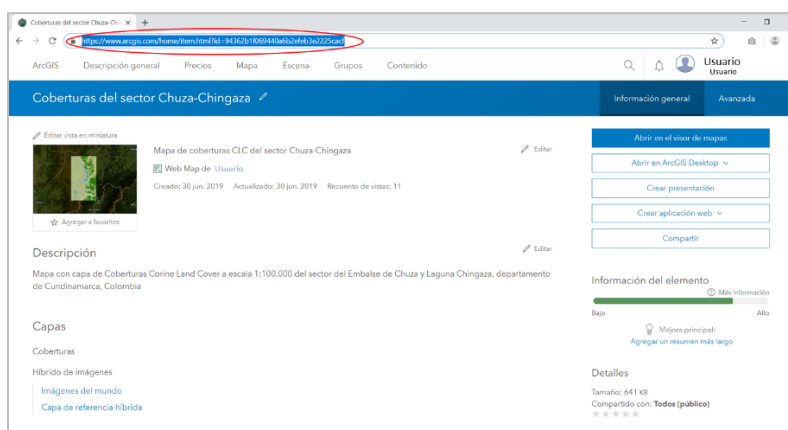 Coberturas del sector Chuza-Chi
https://www.arcgis.com/home/item.html?id=94362b1f069440a6b2efeb3e2225cacf
ArcGIS Descripción general Precios Mapa Escena Grupos Contenido Usuario
Usuario
Coberturas del sector Chuza-Chingaza Información general Avanzada
Editar vista en miniatura
Mapa de coberturas CLC del sector Chuza-Chingaza Editar
Web Map de Usuario
Creado: 30 jun. 2019 Actualizado: 30 jun. 2019 Recuento de vistas: 11
Agregar a favoritos
Descripción Editar
Mapa con capa de Coberturas Corine Land Cover a escala 1:100.000 del sector del Embalse de Chuza y Laguna Chingaza, departamento
de Cundinamarca, Colombia
Capas
Coberturas
Híbrido de imágenes
Imágenes del mundo
Capa de referencia híbrida
Abrir en el visor de mapas
Abrir en ArcGIS Desktop
Crear presentación
Crear aplicación web
Compartir
Información del elemento
Más información
Bajo Alto
Mejora principal:
Agregar un resumen más largo
Detalles
Tamaño: 641 KB
Compartido con: Todos (público)